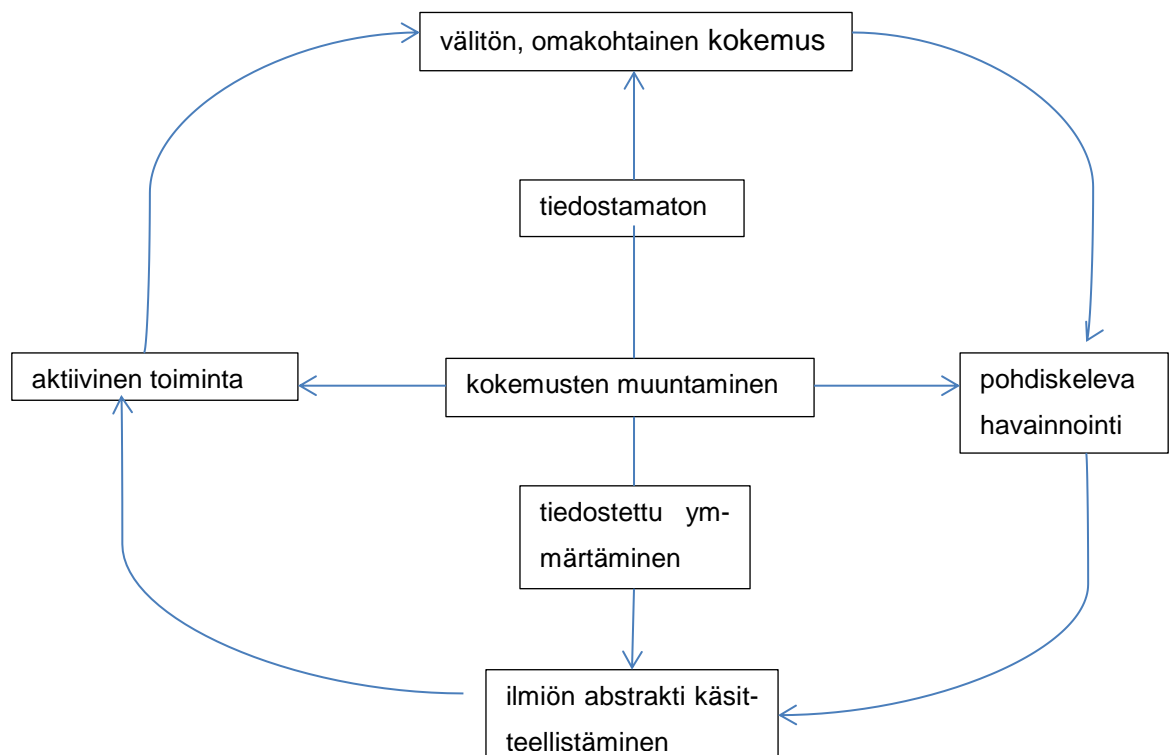 välitön, omakohtainen kokemus
tiedostamaton
aktiivinen toiminta
kokemusten muuntaminen
pohdiskeleva
havainnointi
tiedostettu ym-
märtäminen
ilmiön abstrakti käsit-
teellistäminen